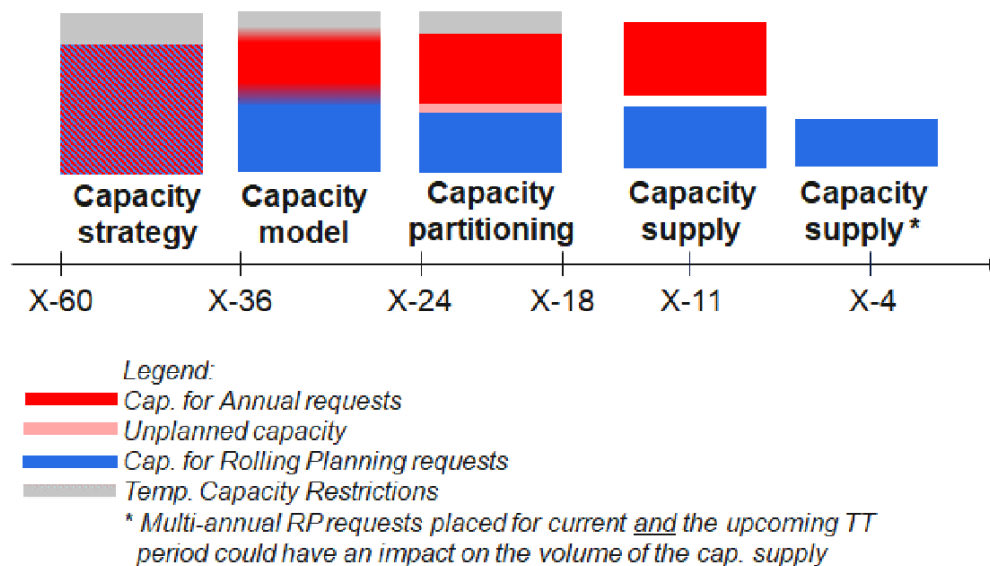 Capacity strategy
Capacity model
Capacity partitioning
Capacity supply
Capacity supply *
X-60
X-36
X-24
X-18
X-11
X-4
Legend:
Cap. for Annual requests
Unplanned capacity
Cap. for Rolling Planning requests
Temp. Capacity Restrictions
* Multi-annual RP requests placed for current and the upcoming TT
period could have an impact on the volume of the cap. supply